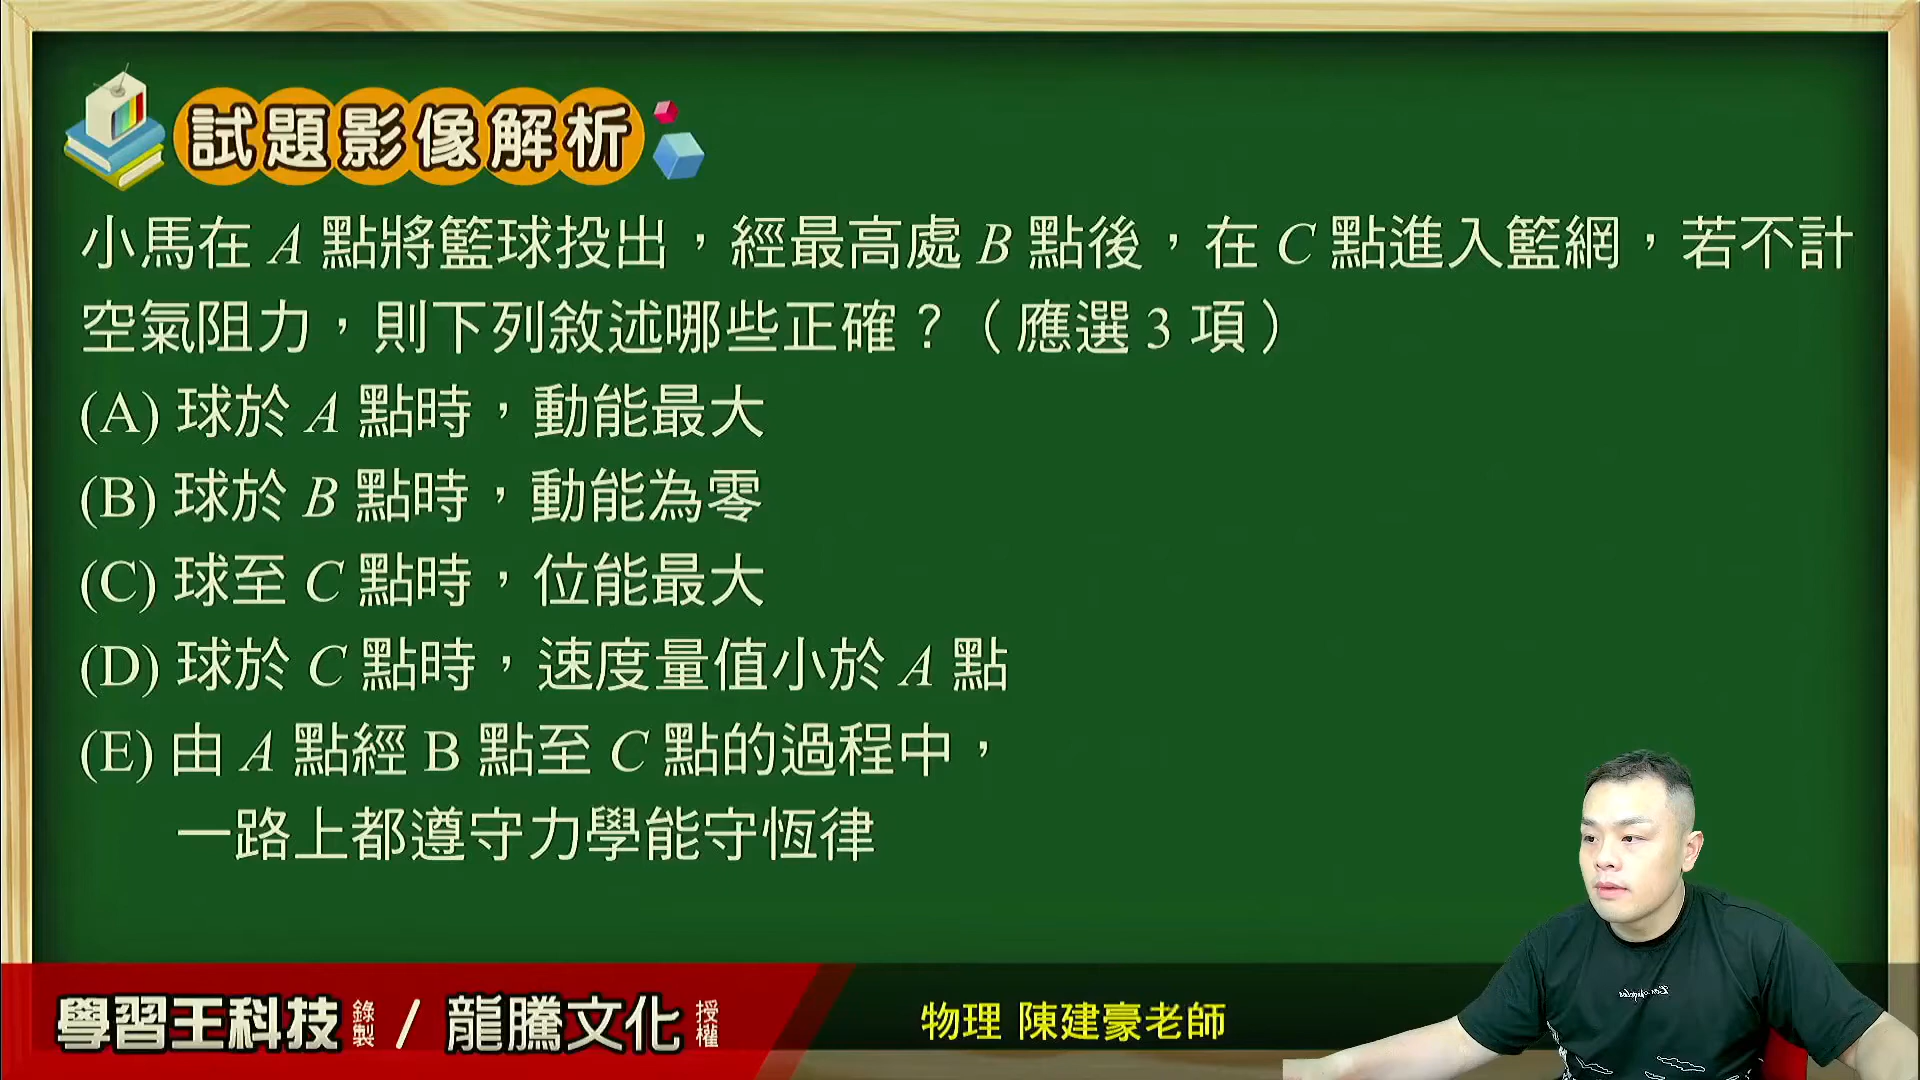 試題影像解析
小馬在 A 點將籃球投出，經最高處 B 點後，在 C 點進入籃網，若不計
空氣阻力，則下列敘述哪些正確？（應選 3 項）
(A) 球於 A 點時，動能最大
(B) 球於 B 點時，動能為零
(C) 球至 C 點時，位能最大
(D) 球於 C 點時，速度量值小於 A 點
(E) 由 A 點經 B 點至 C 點的過程中，
一路上都遵守力學能守恆律
學習王科技 錄製 / 龍騰文化 授權
物理 陳建豪老師